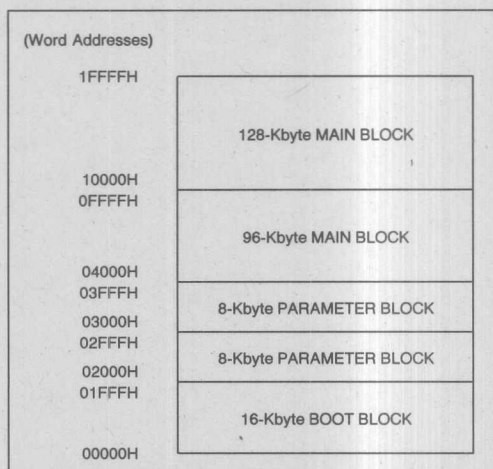 (Word Addresses)
1FFFFH
128-Kbyte MAIN BLOCK
10000H
0FFFFH
96-Kbyte MAIN BLOCK
04000H
03FFFH
8-Kbyte PARAMETER BLOCK
03000H
02FFFH
8-Kbyte PARAMETER BLOCK
02000H
01FFFH
16-Kbyte BOOT BLOCK
00000H